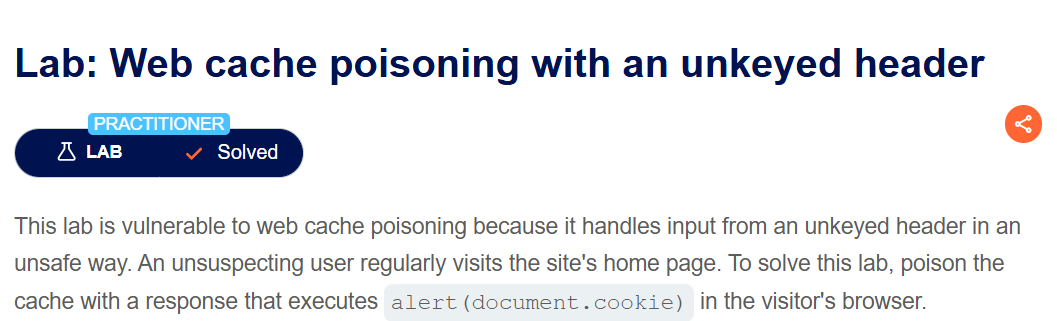 Lab: Web cache poisoning with an unkeyed header
PRACTITIONER
LAB
Solved
This lab is vulnerable to web cache poisoning because it handles input from an unkeyed header in an
unsafe way. An unsuspecting user regularly visits the site's home page. To solve this lab, poison the
cache with a response that executes alert(document.cookie) in the visitor's browser.